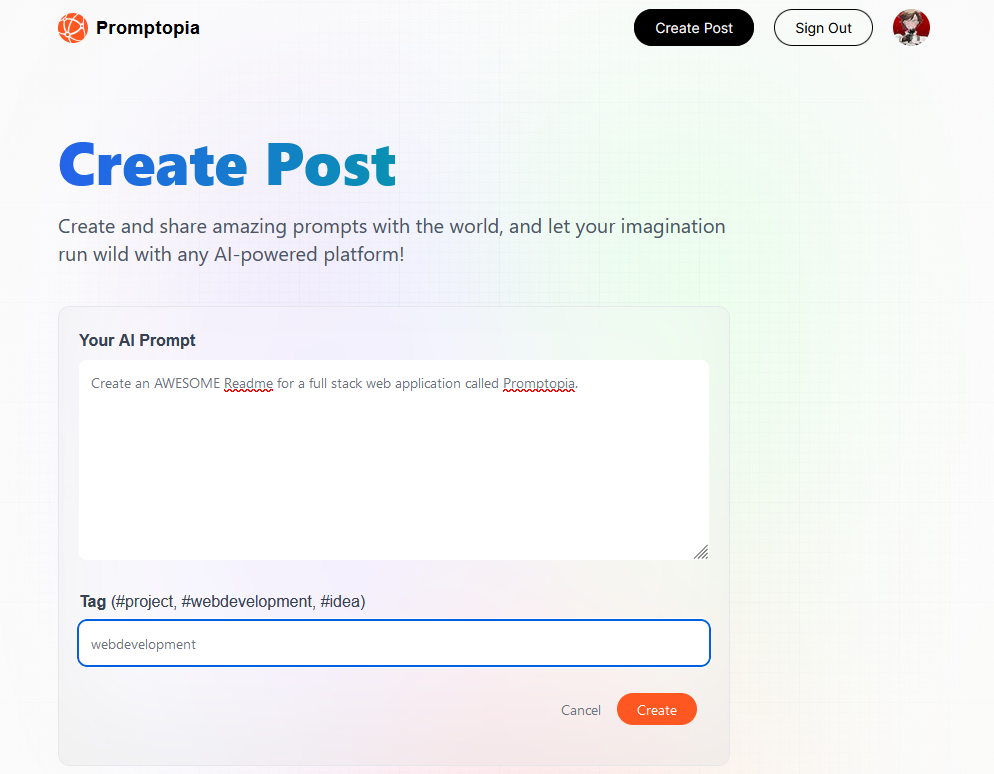 Promptopia
Create Post
Sign Out
Create Post
Create and share amazing prompts with the world, and let your imagination
run wild with any AI-powered platform!
Your AI Prompt
Create an AWESOME Readme for a full stack web application called Promptopia.
Tag (#project, #webdevelopment, #idea)
webdevelopment
Cancel
Create